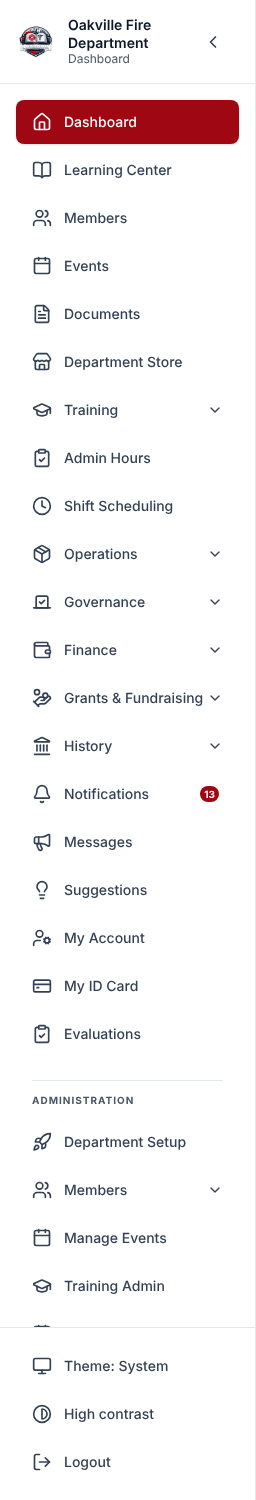 Oakville Fire
Department
Dashboard
Dashboard
Learning Center
Members
Events
Documents
Department Store
Training
Admin Hours
Shift Scheduling
Operations
Governance
Finance
Grants & Fundraising
History
Notifications 13
Messages
Suggestions
My Account
My ID Card
Evaluations
ADMINISTRATION
Department Setup
Members
Manage Events
Training Admin
Theme: System
High contrast
Logout